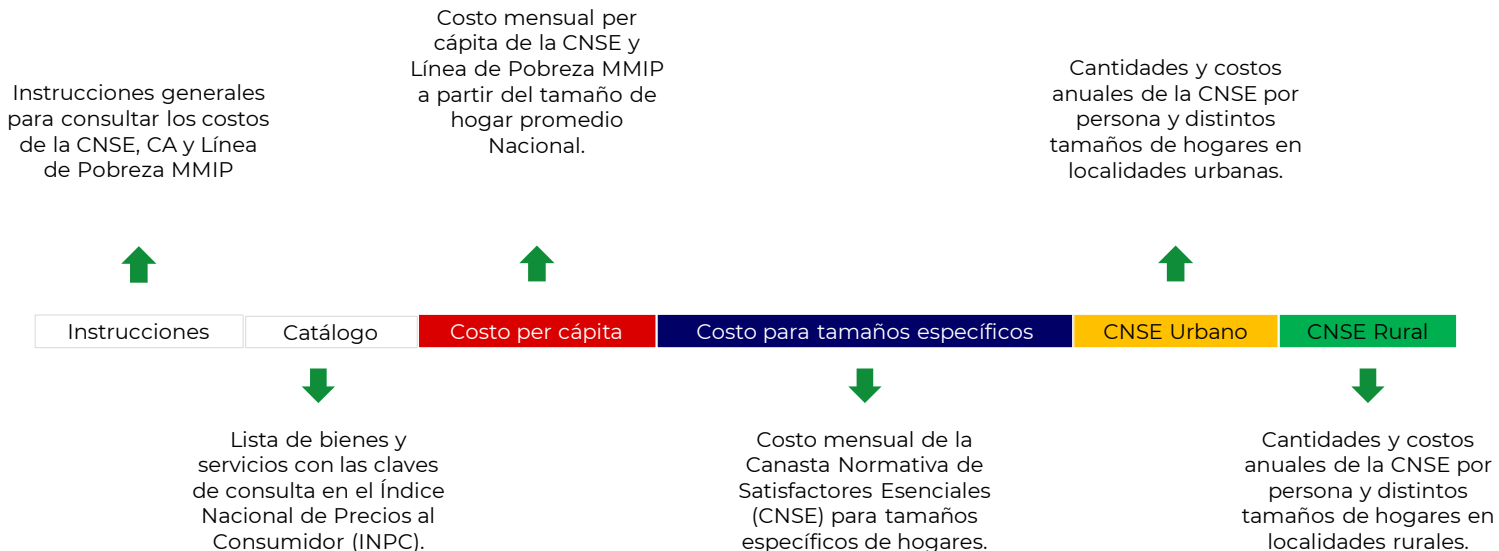 Instrucciones generales
para consultar los costos
de la CNSE, CA y Línea
de Pobreza MMIP
Costo mensual per
cápita de la CNSE y
Línea de Pobreza MMIP
a partir del tamaño de
hogar promedio
Nacional.
Cantidades y costos
anuales de la CNSE por
persona y distintos
tamaños de hogares en
localidades urbanas.
Instrucciones
Catálogo
Costo per cápita
Costo para tamaños específicos
CNSE Urbano
CNSE Rural
Lista de bienes y
servicios con las claves
de consulta en el Índice
Nacional de Precios al
Consumidor (INPC).
Costo mensual de la
Canasta Normativa de
Satisfactores Esenciales
(CNSE) para tamaños
específicos de hogares.
Cantidades y costos
anuales de la CNSE por
persona y distintos
tamaños de hogares en
localidades rurales.